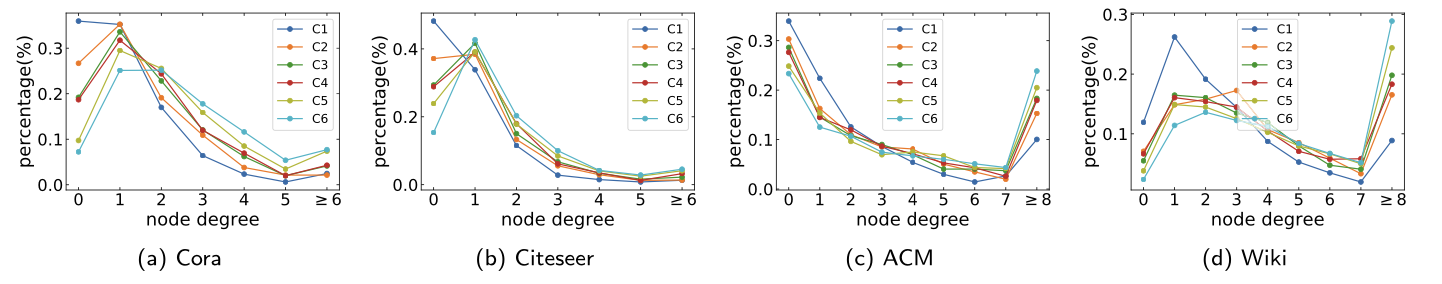 percentage(%)
0.3
0.2
0.1
0.0
C1
C2
C3
C4
C5
C6
0 1 2 3 4 5 ≥ 6
node degree
(a) Cora
percentage(%)
0.4
0.2
0.0
C1
C2
C3
C4
C5
C6
0 1 2 3 4 5 ≥ 6
node degree
(b) Citeseer
percentage(%)
0.3
0.2
0.1
0.0
C1
C2
C3
C4
C5
C6
0 1 2 3 4 5 6 7 ≥ 8
node degree
(c) ACM
percentage(%)
0.3
0.2
0.1
C1
C2
C3
C4
C5
C6
0 1 2 3 4 5 6 7 ≥ 8
node degree
(d) Wiki